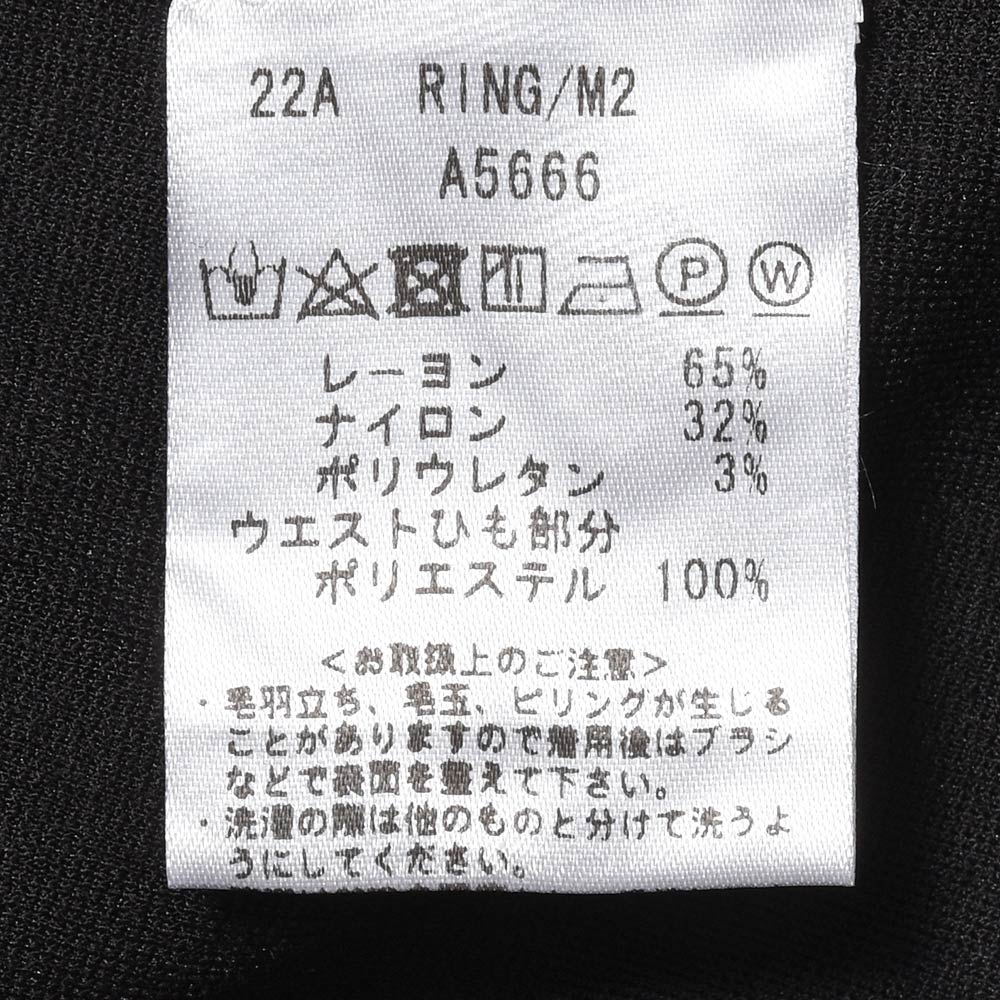 22A RING/M2
A5666
P W
レーヨン 65%
ナイロン 32%
ポリウレタン 3%
ウエストひも部分
ポリエステル 100%
<お取扱上のご注意>
・毛羽立ち、毛玉、ピリングが生じる
ことがありますので着用後はブラシ
などで表面を整えて下さい。
・洗濯の際は他のものと分けて洗うよ
うにしてください。